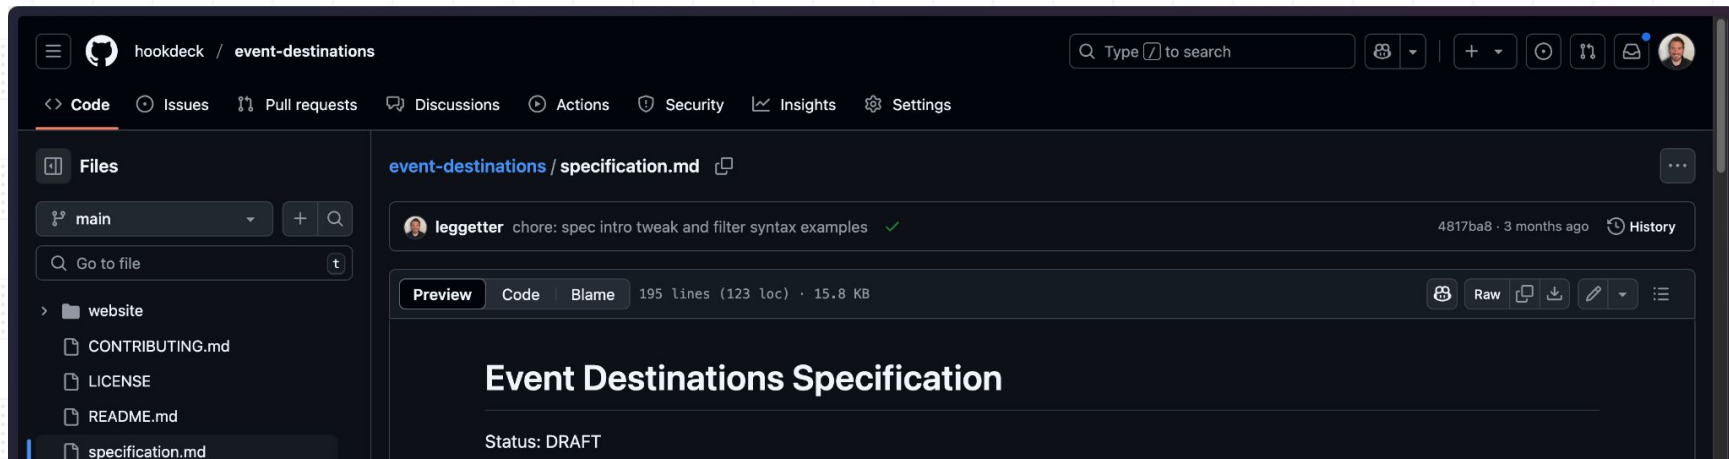 hookdeck / event-destinations
Type / to search
Code Issues Pull requests Discussions Actions Security Insights Settings
Files
event-destinations / specification.md
main
leggetter chore: spec intro tweak and filter syntax examples
4817ba8 · 3 months ago History
Go to file t
Preview Code Blame 195 lines (123 loc) · 15.8 KB
Raw
website
CONTRIBUTING.md
LICENSE
README.md
specification.md
Event Destinations Specification
Status: DRAFT